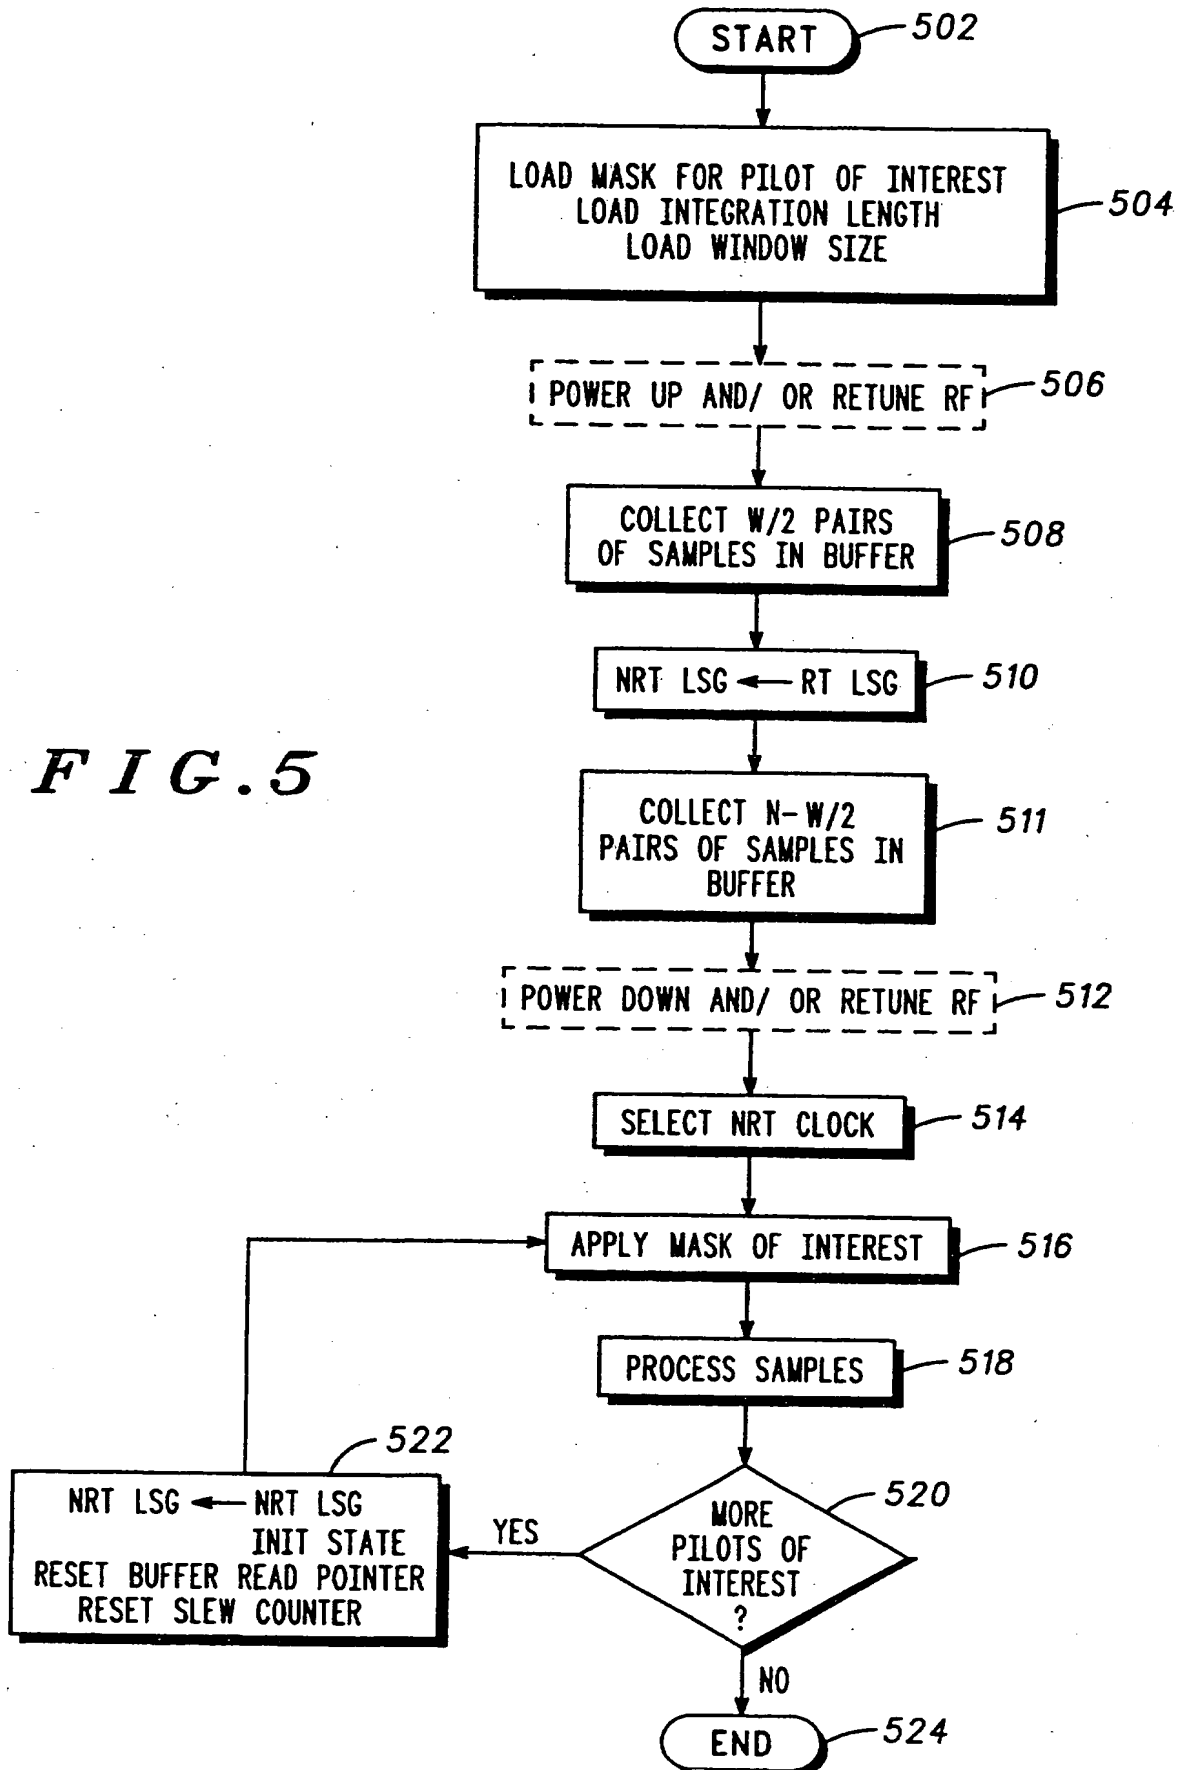 START
502
LOAD MASK FOR PILOT OF INTEREST
LOAD INTEGRATION LENGTH
LOAD WINDOW SIZE
504
POWER UP AND/ OR RETUNE RF
506
COLLECT W/2 PAIRS
OF SAMPLES IN BUFFER
508
NRT LSG ← RT LSG
510
FIG.5
COLLECT N-W/2
PAIRS OF SAMPLES IN
BUFFER
511
POWER DOWN AND/ OR RETUNE RF
512
SELECT NRT CLOCK
514
APPLY MASK OF INTEREST
516
PROCESS SAMPLES
518
522
NRT LSG ← NRT LSG
INIT STATE
RESET BUFFER READ POINTER
RESET SLEW COUNTER
YES
MORE
PILOTS OF
INTEREST
?
520
NO
END
524